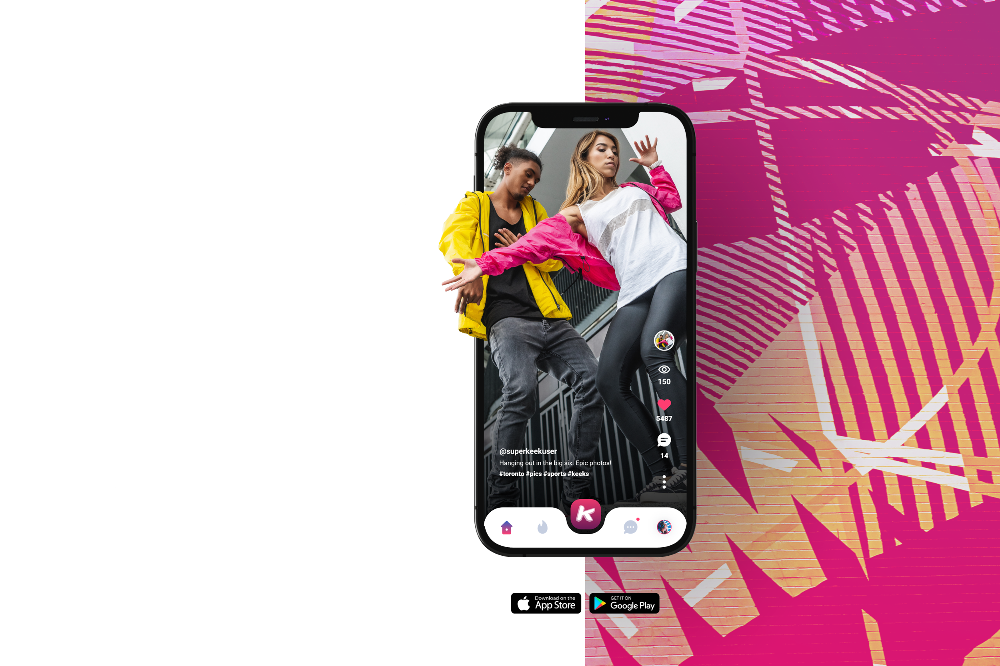 150
5487
14
@superkeekuser
Hanging out in the big six. Epic photos!
#toronto #pics #sports #keeks
K
Download on the
App Store
GET IT ON
Google Play